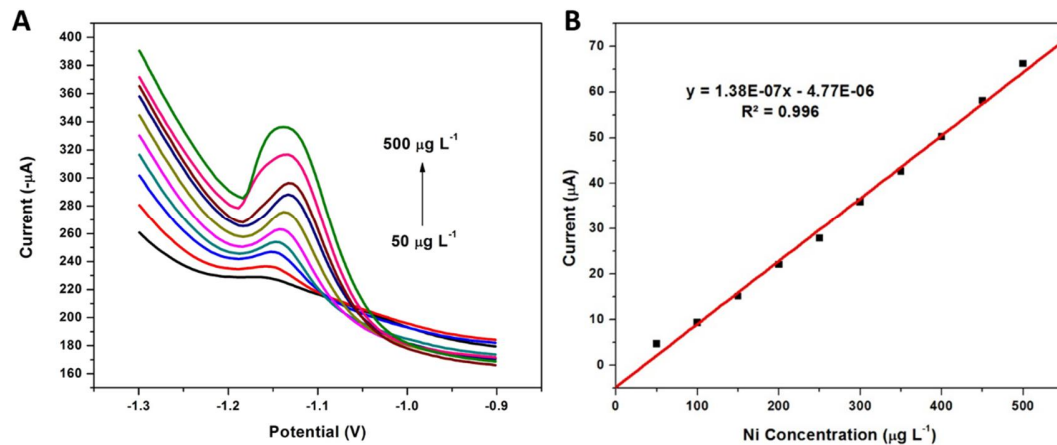 A
400
380
360
340
320
300
280
260
240
220
200
180
160
Current (-µA)
500 µg L⁻¹
50 µg L⁻¹
-1.3 -1.2 -1.1 -1.0 -0.9
Potential (V)
B
70
60
50
40
30
20
10
0
Current (µA)
y = 1.38E-07x - 4.77E-06
R² = 0.996
0 100 200 300 400 500
Ni Concentration (µg L⁻¹)